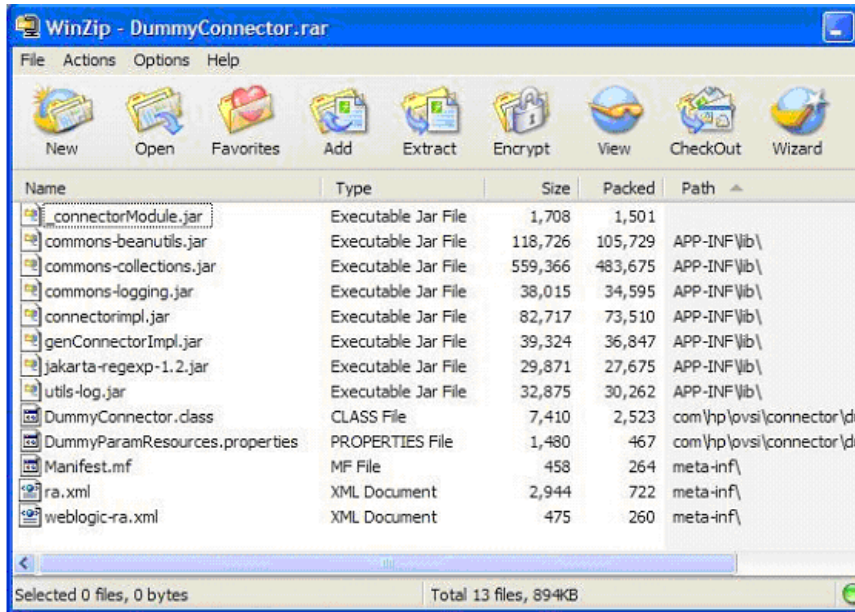 WinZip - DummyConnector.rar
File Actions Options Help
New Open Favorites Add Extract Encrypt View CheckOut Wizard
Name Type Size Packed Path
_connectorModule.jar Executable Jar File 1,708 1,501
commons-beanutils.jar Executable Jar File 118,726 105,729 APP-INF\lib\
commons-collections.jar Executable Jar File 559,366 483,675 APP-INF\lib\
commons-logging.jar Executable Jar File 38,015 34,595 APP-INF\lib\
connectorimpl.jar Executable Jar File 82,717 73,510 APP-INF\lib\
genConnectorImpl.jar Executable Jar File 39,324 36,847 APP-INF\lib\
jakarta-regexp-1.2.jar Executable Jar File 29,871 27,675 APP-INF\lib\
utils-log.jar Executable Jar File 32,875 30,262 APP-INF\lib\
DummyConnector.class CLASS File 7,410 2,523 com\hp\ovsi\connector\d
DummyParamResources.properties PROPERTIES File 1,480 467 com\hp\ovsi\connector\d
Manifest.mf MF File 458 264 meta-inf\
ra.xml XML Document 2,944 722 meta-inf\
weblogic-ra.xml XML Document 475 260 meta-inf\
Selected 0 files, 0 bytes Total 13 files, 894KB